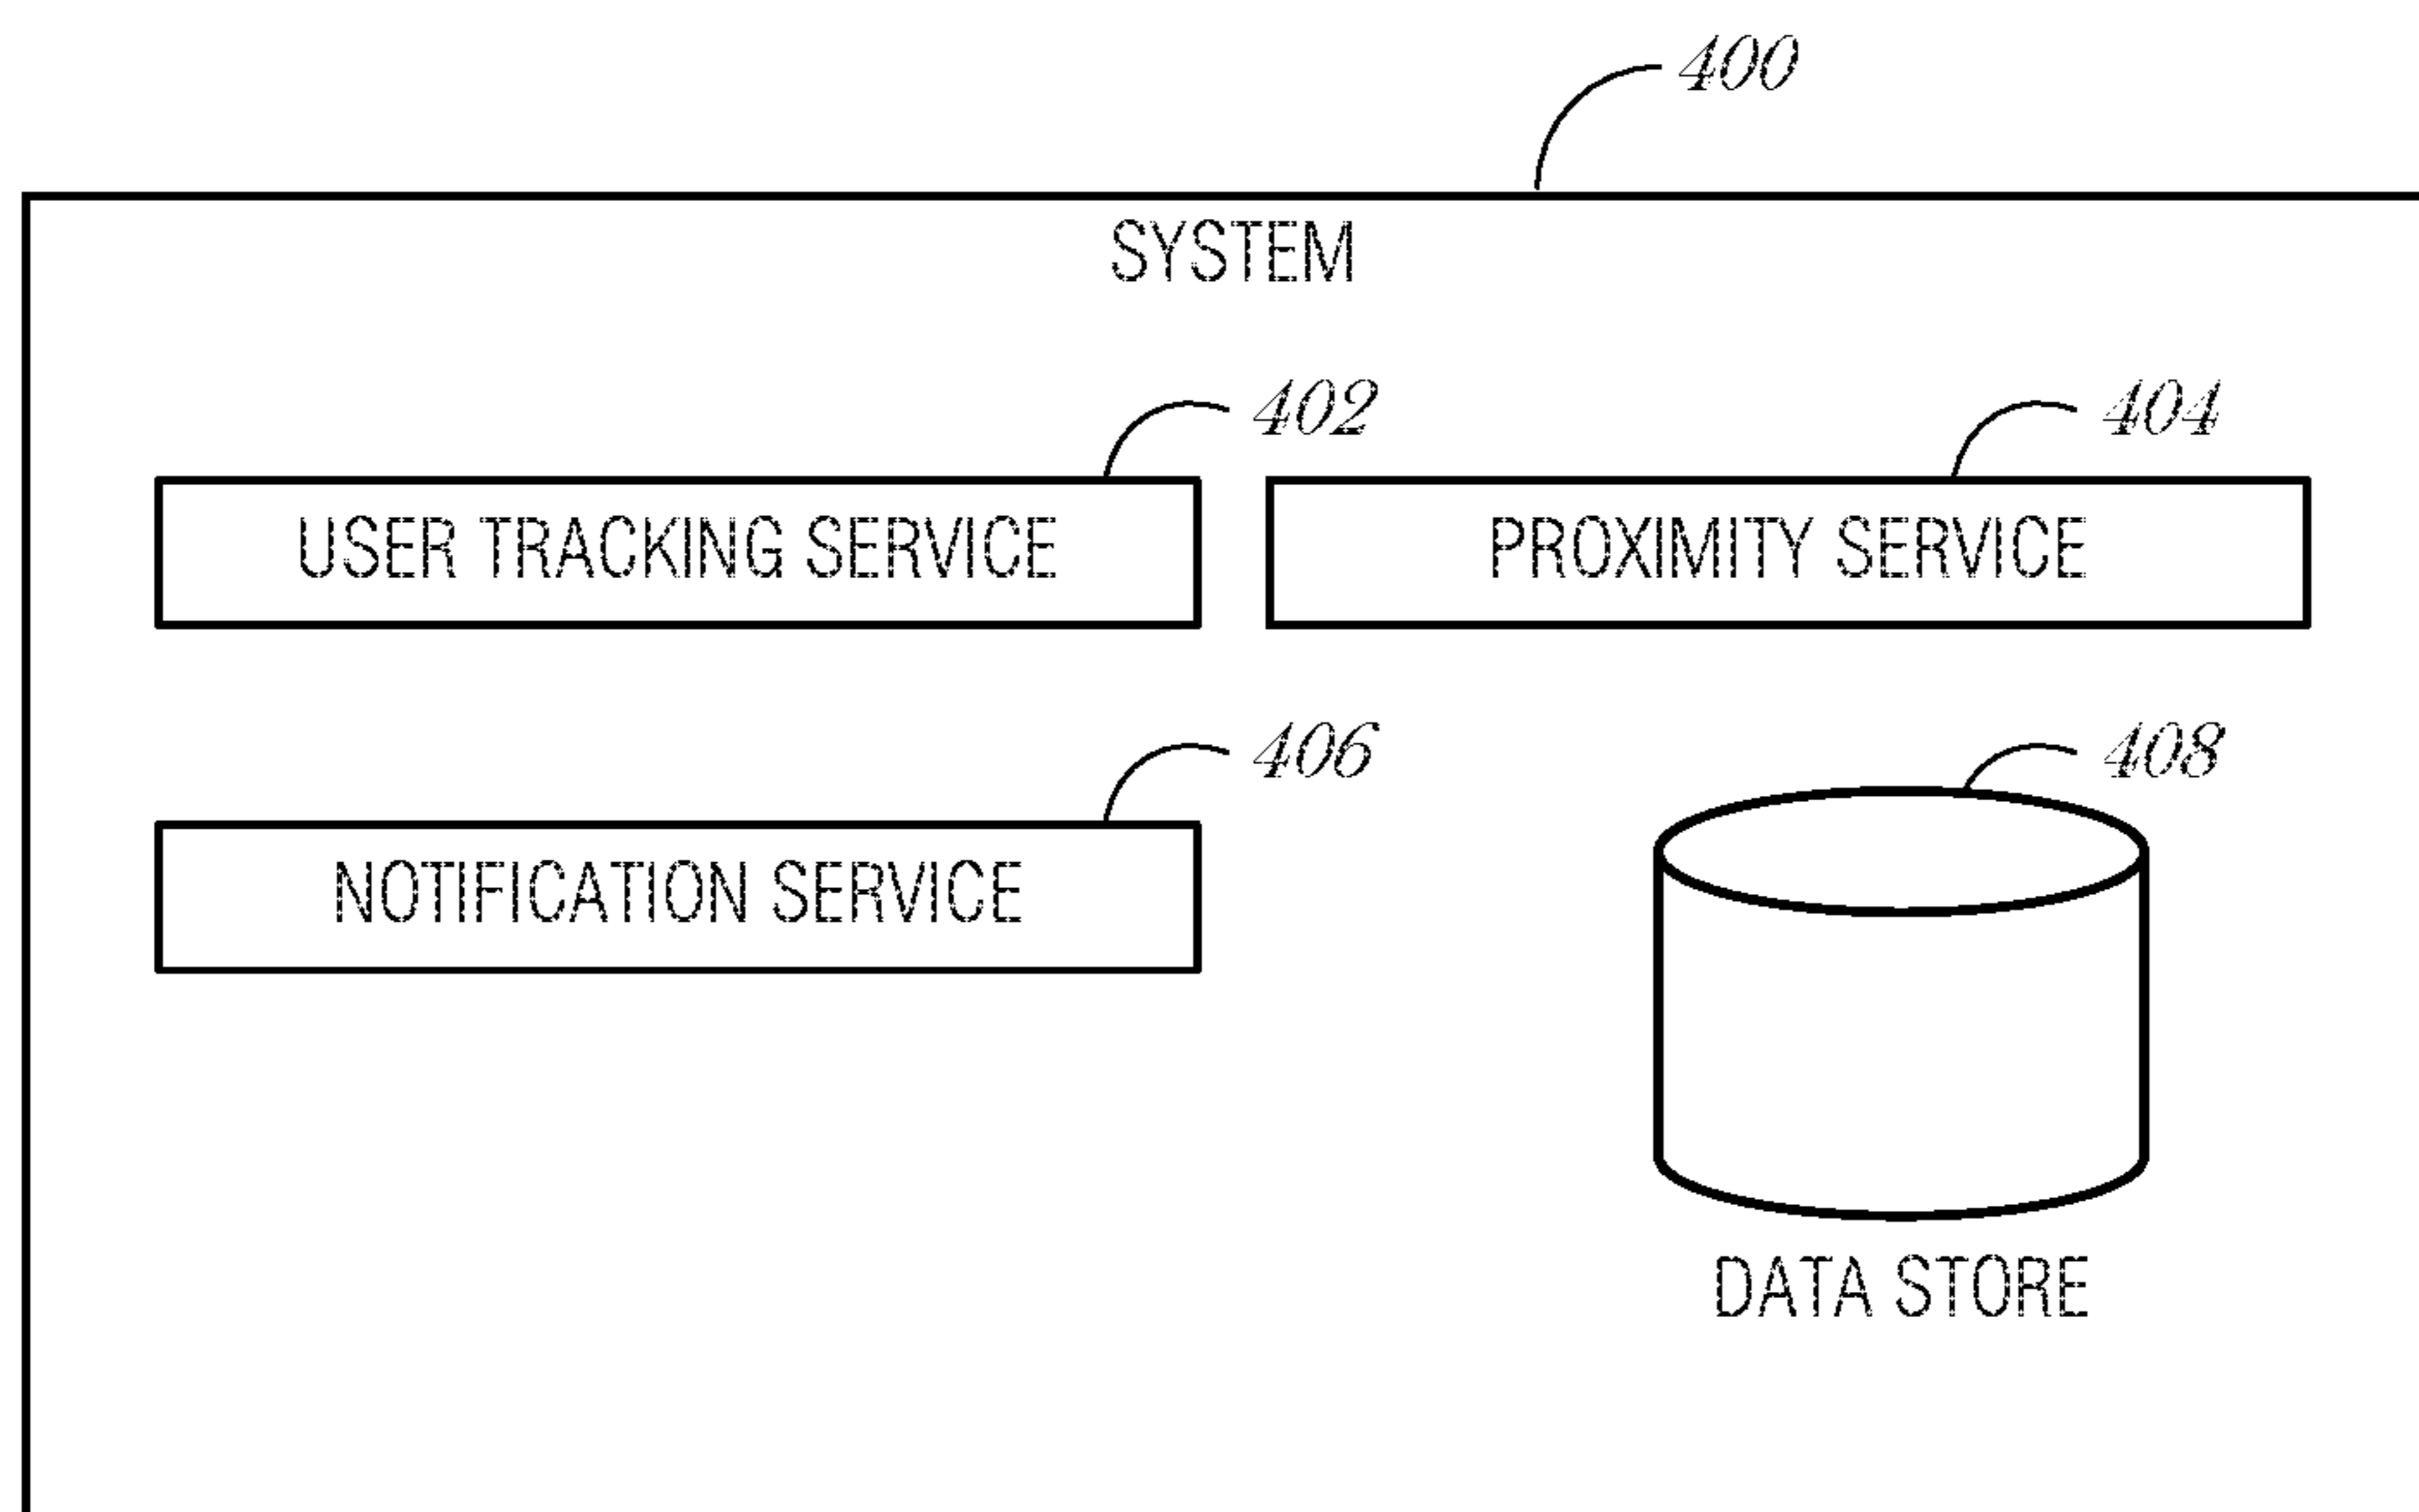 400
SYSTEM
402
404
USER TRACKING SERVICE
PROXIMITY SERVICE
406
408
NOTIFICATION SERVICE
DATA STORE